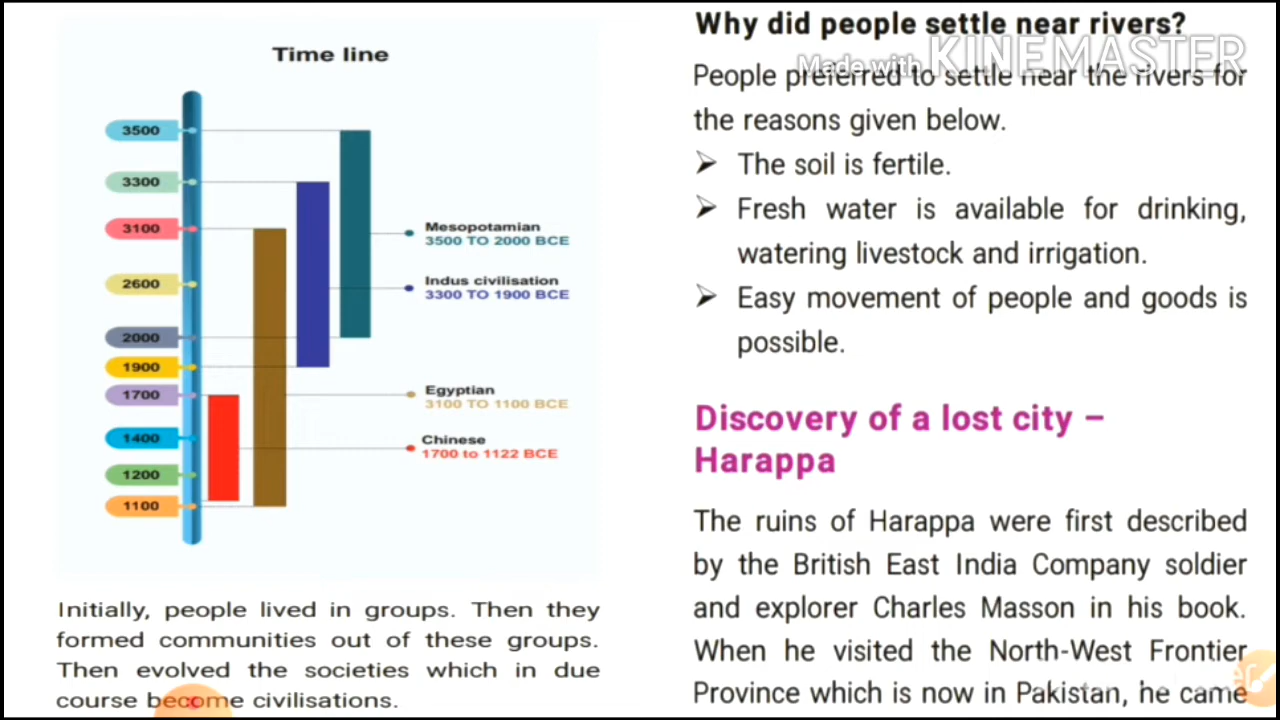 Time line
3500
3300
3100
2600
2000
1900
1700
1400
1200
1100
Mesopotamian
3500 TO 2000 BCE
Indus civilisation
3300 TO 1900 BCE
Egyptian
3100 TO 1100 BCE
Chinese
1700 to 1122 BCE
Initially, people lived in groups. Then they
formed communities out of these groups.
Then evolved the societies which in due
course become civilisations.
Why did people settle near rivers?
Made with KINEMASTER
People preferred to settle near the rivers for
the reasons given below.
➢ The soil is fertile.
➢ Fresh water is available for drinking,
watering livestock and irrigation.
➢ Easy movement of people and goods is
possible.
Discovery of a lost city –
Harappa
The ruins of Harappa were first described
by the British East India Company soldier
and explorer Charles Masson in his book.
When he visited the North-West Frontier
Province which is now in Pakistan, he came